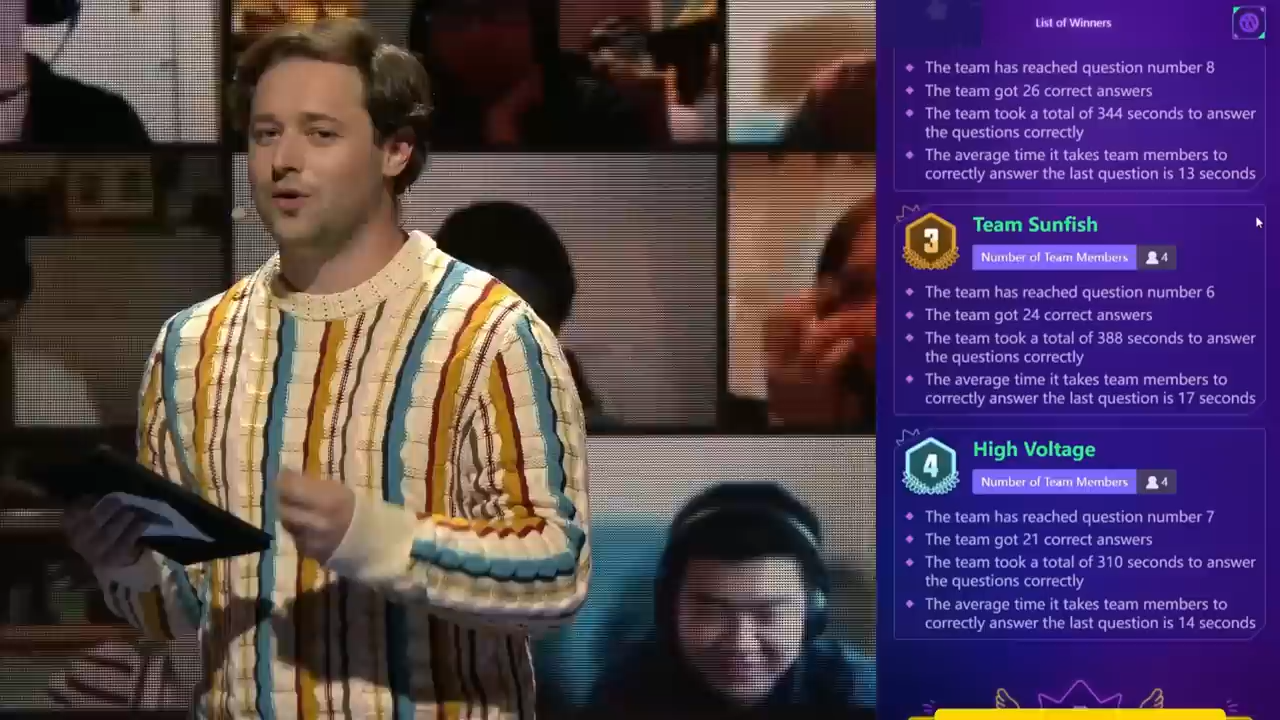 List of Winners
The team has reached question number 8
The team got 26 correct answers
The team took a total of 344 seconds to answer
the questions correctly
The average time it takes team members to
correctly answer the last question is 13 seconds
3
Team Sunfish
Number of Team Members
4
The team has reached question number 6
The team got 24 correct answers
The team took a total of 388 seconds to answer
the questions correctly
The average time it takes team members to
correctly answer the last question is 17 seconds
4
High Voltage
Number of Team Members
4
The team has reached question number 7
The team got 21 correct answers
The team took a total of 310 seconds to answer
the questions correctly
The average time it takes team members to
correctly answer the last question is 14 seconds